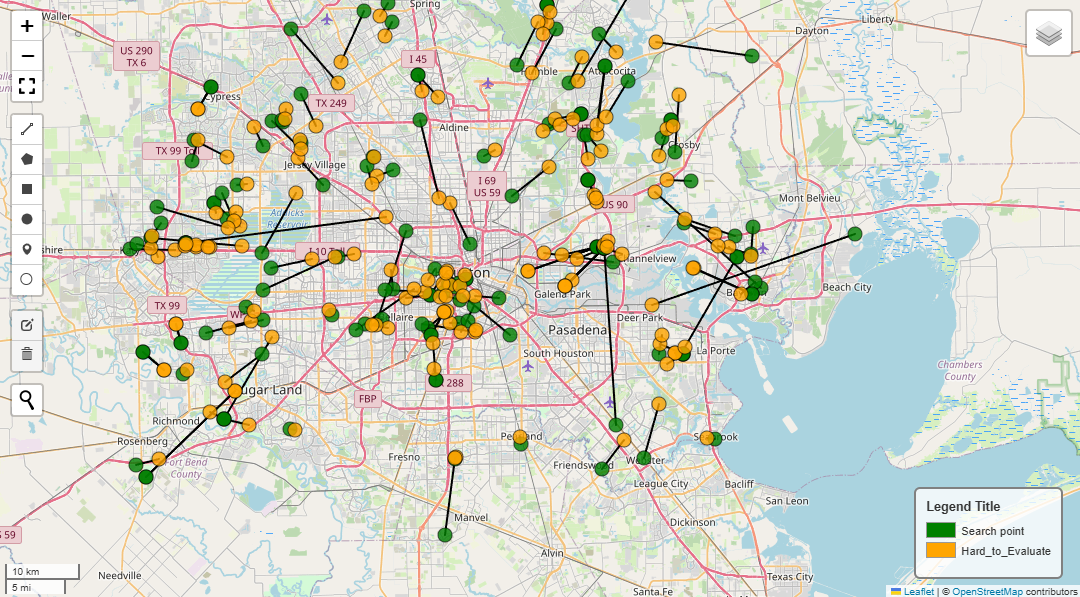 Waller
Spring
Liberty
Dayton
US 290
TX 6
I 45
Atascocita
Cypress
TX 249
Aldine
Crosby
TX 99 To
Jersey Village
I 69
US 59
Mont Belvieu
US 90
Addicks
Reservoir
I 10 Toll
Channelview
Galena Park
Beach City
TX 99
Deer Park
Pasadena
South Houston
La Porte
Chambers
County
288
Sugar Land
FBP
Richmond
Rosenberg
Pearland
Seabrook
Fresno
Friendswood
Webster
Fort Bend
County
League City
Bacliff
San Leon
Legend Title
Manvel
Dickinson
Search point
59
Hard_to_Evaluate
Alvin
10 km
Needville
Texas City
5 mi
Santa Fe
Leaflet | © OpenStreetMap contributors